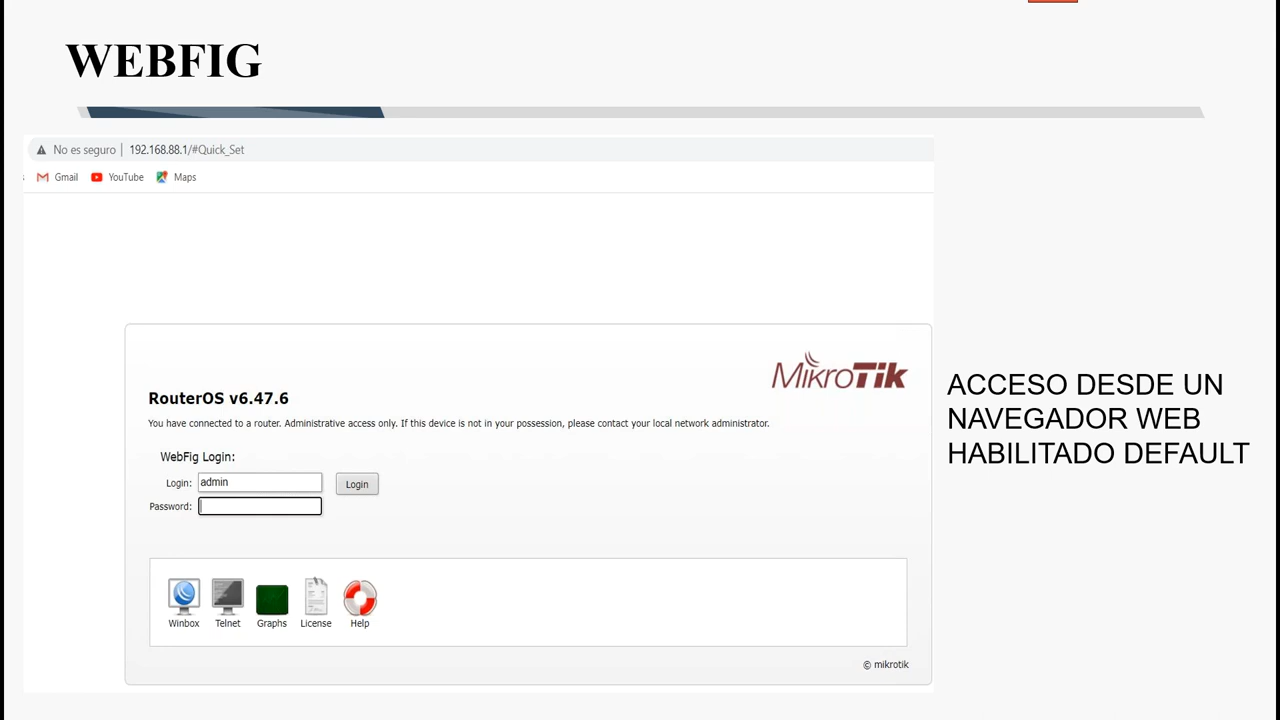 WEBFIG
No es seguro | 192.168.88.1/#Quick_Set
Gmail YouTube Maps
MikroTik
RouterOS v6.47.6
You have connected to a router. Administrative access only. If this device is not in your possession, please contact your local network administrator.
WebFig Login:
Login: admin Login
Password:
Winbox Telnet Graphs License Help
© mikrotik
ACCESO DESDE UN
NAVEGADOR WEB
HABILITADO DEFAULT